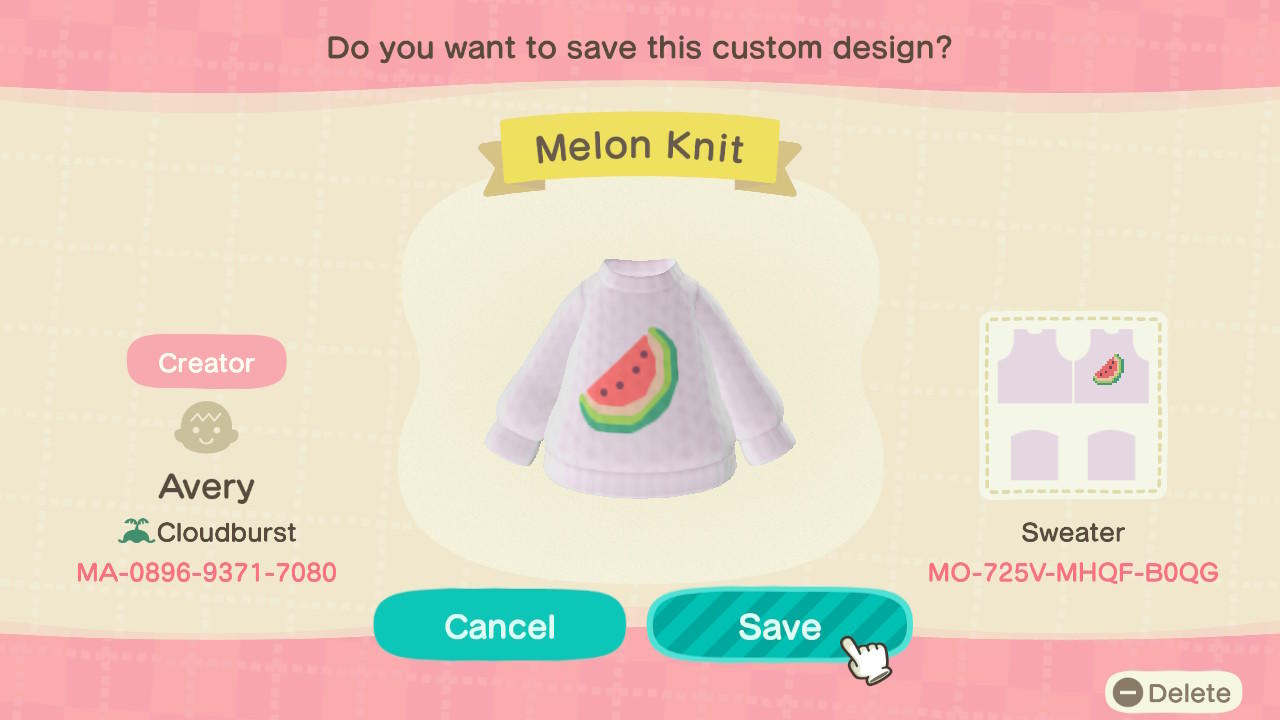 Do you want to save this custom design?
Melon Knit
Creator
Avery
Cloudburst
MA-0896-9371-7080
Sweater
MO-725V-MHQF-B0QG
Cancel
Save
Delete